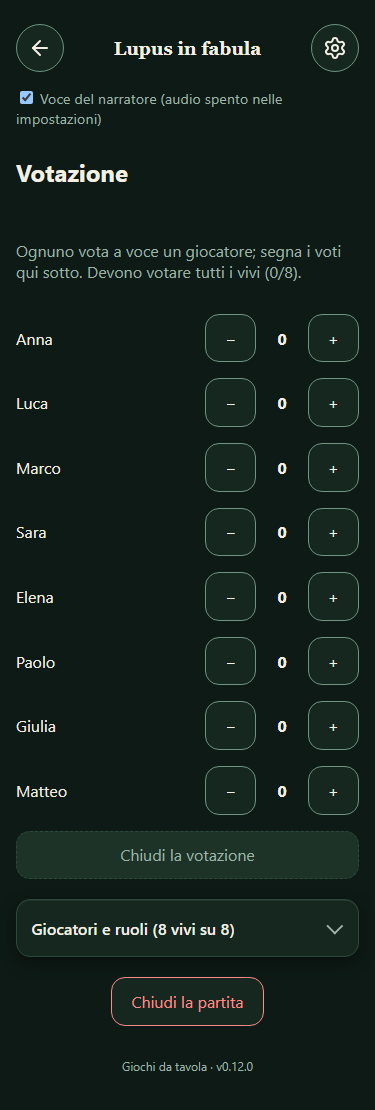 Lupus in fabula
Voce del narratore (audio spento nelle
impostazioni)
Votazione
Ognuno vota a voce un giocatore; segna i voti
qui sotto. Devono votare tutti i vivi (0/8).
Anna – 0 +
Luca – 0 +
Marco – 0 +
Sara – 0 +
Elena – 0 +
Paolo – 0 +
Giulia – 0 +
Matteo – 0 +
Chiudi la votazione
Giocatori e ruoli (8 vivi su 8)
Chiudi la partita
Giochi da tavola · v0.12.0